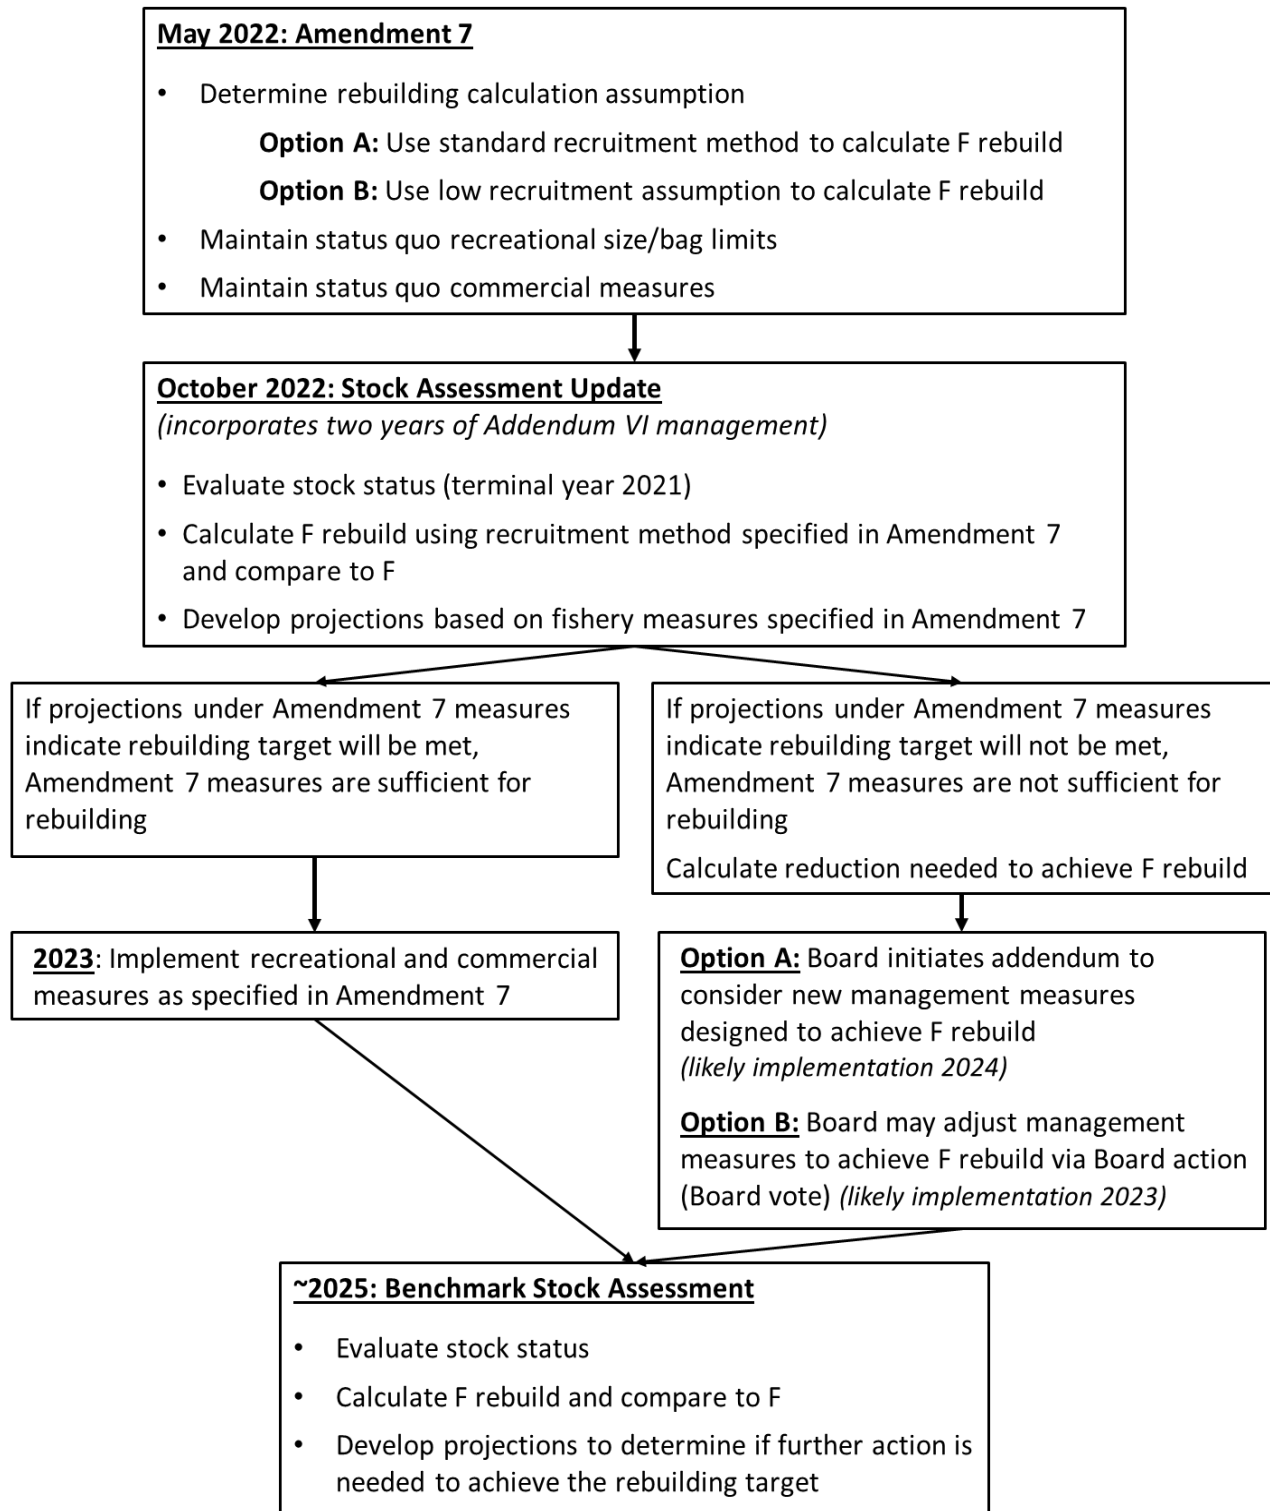 May 2022: Amendment 7
• Determine rebuilding calculation assumption
Option A: Use standard recruitment method to calculate F rebuild
Option B: Use low recruitment assumption to calculate F rebuild
• Maintain status quo recreational size/bag limits
• Maintain status quo commercial measures
October 2022: Stock Assessment Update
(incorporates two years of Addendum VI management)
• Evaluate stock status (terminal year 2021)
• Calculate F rebuild using recruitment method specified in Amendment 7
and compare to F
• Develop projections based on fishery measures specified in Amendment 7
If projections under Amendment 7 measures
indicate rebuilding target will be met,
Amendment 7 measures are sufficient for
rebuilding
If projections under Amendment 7 measures
indicate rebuilding target will not be met,
Amendment 7 measures are not sufficient for
rebuilding
Calculate reduction needed to achieve F rebuild
2023: Implement recreational and commercial
measures as specified in Amendment 7
Option A: Board initiates addendum to
consider new management measures
designed to achieve F rebuild
(likely implementation 2024)
Option B: Board may adjust management
measures to achieve F rebuild via Board action
(Board vote) (likely implementation 2023)
~2025: Benchmark Stock Assessment
• Evaluate stock status
• Calculate F rebuild and compare to F
• Develop projections to determine if further action is
needed to achieve the rebuilding target